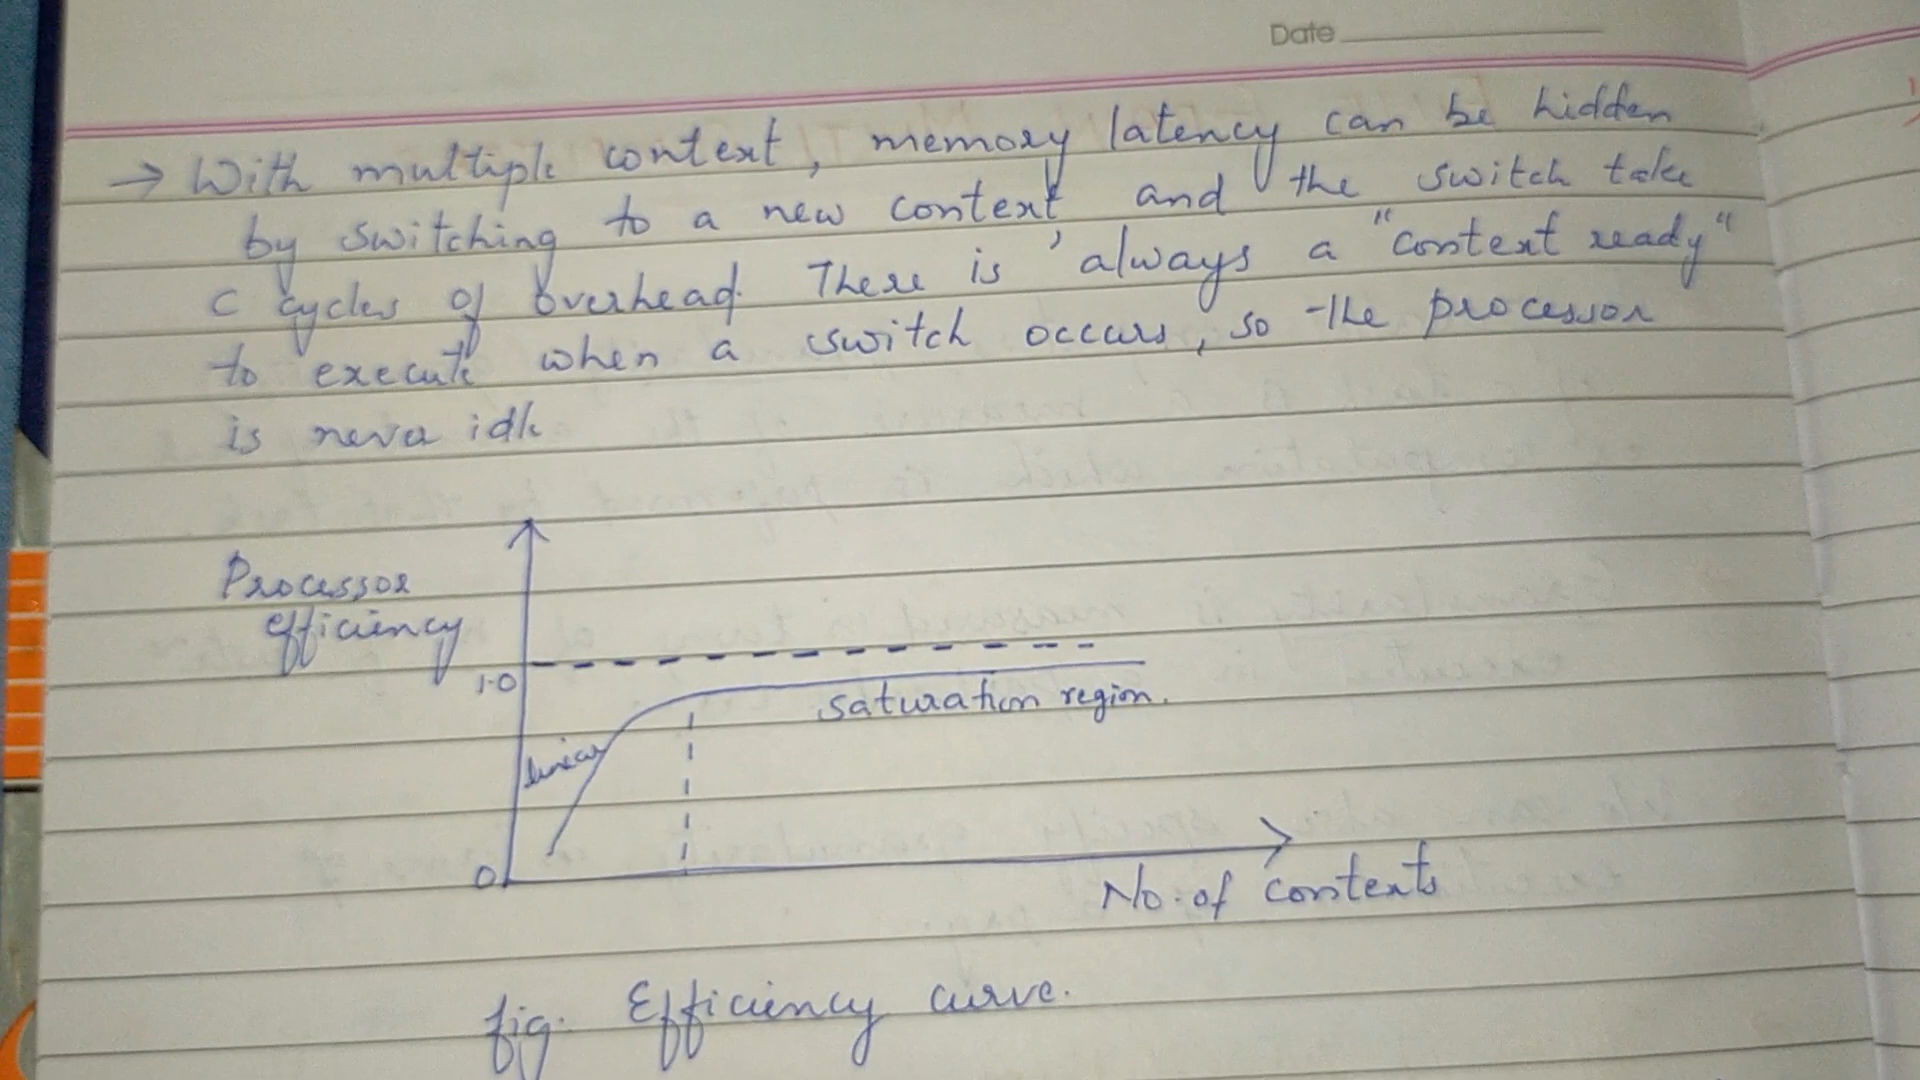 Date
→ With multiple context, memory latency can be hidden
by switching to a new context and the switch take
C cycles of overhead. There is always a "context ready"
to execute when a switch occurs, so the processor
is never idle
Processor
efficiency
1.0
saturation region.
linear
0
No. of contexts
fig. Efficiency curve.